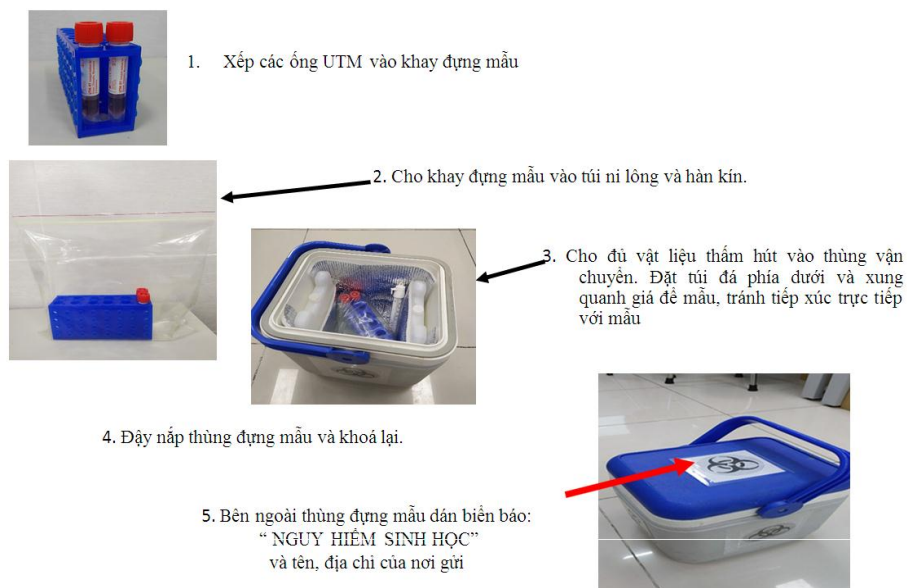 1. Xếp các ống UTM vào khay đựng mẫu
2. Cho khay đựng mẫu vào túi ni lông và hàn kín.
3. Cho đủ vật liệu thấm hút vào thùng vận
chuyển. Đặt túi đá phía dưới và xung
quanh giá để mẫu, tránh tiếp xúc trực tiếp
với mẫu
4. Đậy nắp thùng đựng mẫu và khoá lại.
5. Bên ngoài thùng đựng mẫu dán biển báo:
“ NGUY HIỂM SINH HỌC”
và tên, địa chỉ của nơi gửi